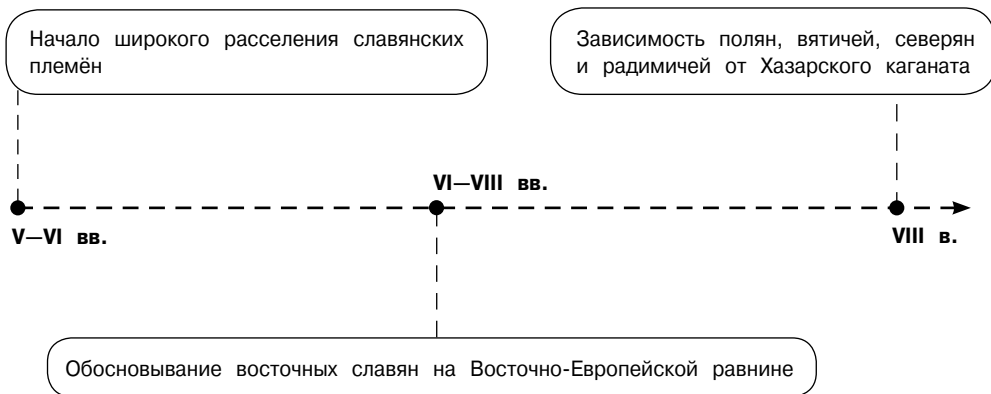 Начало широкого расселения славянских
племён
Зависимость полян, вятичей, северян
и радимичей от Хазарского каганата
VI—VIII вв.
V—VI вв.
VIII в.
Обосновывание восточных славян на Восточно-Европейской равнине